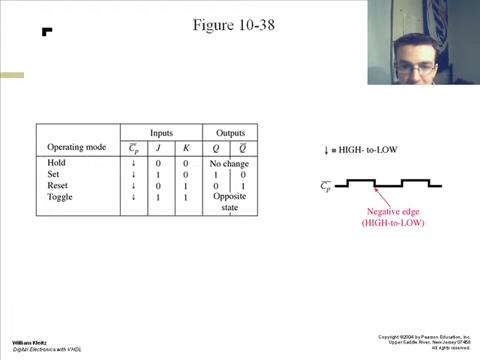 Figure 10-38
Inputs Outputs
Operating mode C̅p J K Q Q̅
Hold ↓ 0 0 No change
Set ↓ 1 0 1 0
Reset ↓ 0 1 0 1
Toggle ↓ 1 1 Opposite
state
↓ ≡ HIGH- to-LOW
C̅p
Negative edge
(HIGH-to-LOW)
William Kleitz
Digital Electronics with VHDL
Copyright ©2004 by Pearson Education, Inc.
Upper Saddle River, New Jersey 07458
All rights reserved.